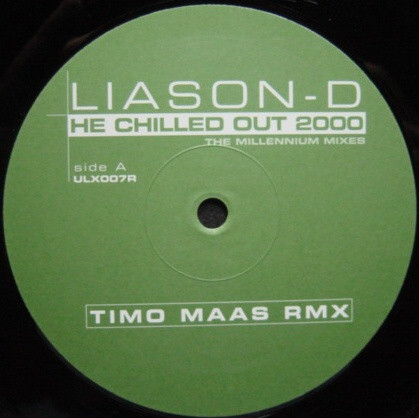 LIASON-D
HE CHILLED OUT 2000
THE MILLENNIUM MIXES
side A
ULX007R
TIMO MAAS RMX